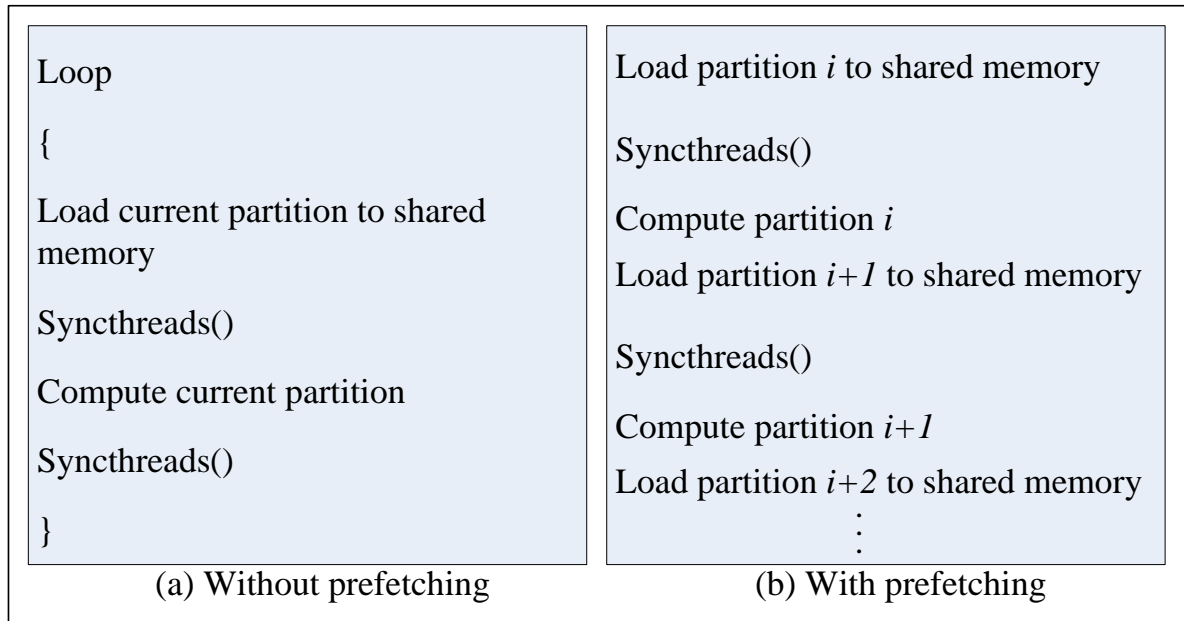 Loop
{
Load current partition to shared
memory
Syncthreads()
Compute current partition
Syncthreads()
}
(a) Without prefetching
Load partition i to shared memory
Syncthreads()
Compute partition i
Load partition i+1 to shared memory
Syncthreads()
Compute partition i+1
Load partition i+2 to shared memory
⋮
(b) With prefetching